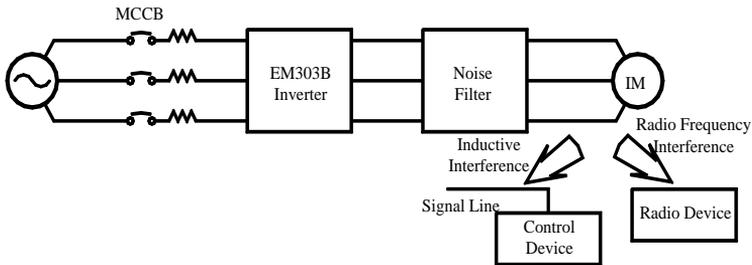 MCCB
EM303B
Inverter
Noise
Filter
IM
Inductive
Interference
Radio Frequency
Interference
Signal Line
Control
Device
Radio Device